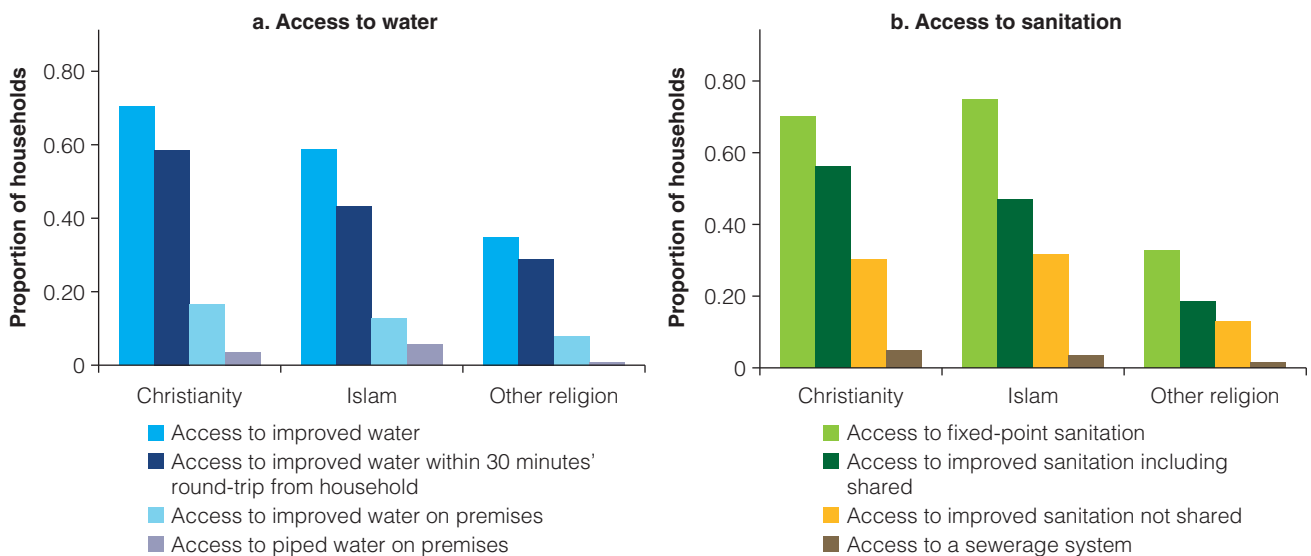 a. Access to water
Proportion of households
0.80
0.60
0.40
0.20
0
Christianity
Islam
Other religion
Access to improved water
Access to improved water within 30 minutes’
round-trip from household
Access to improved water on premises
Access to piped water on premises
b. Access to sanitation
Proportion of households
0.80
0.60
0.40
0.20
0
Christianity
Islam
Other religion
Access to fixed-point sanitation
Access to improved sanitation including
shared
Access to improved sanitation not shared
Access to a sewerage system